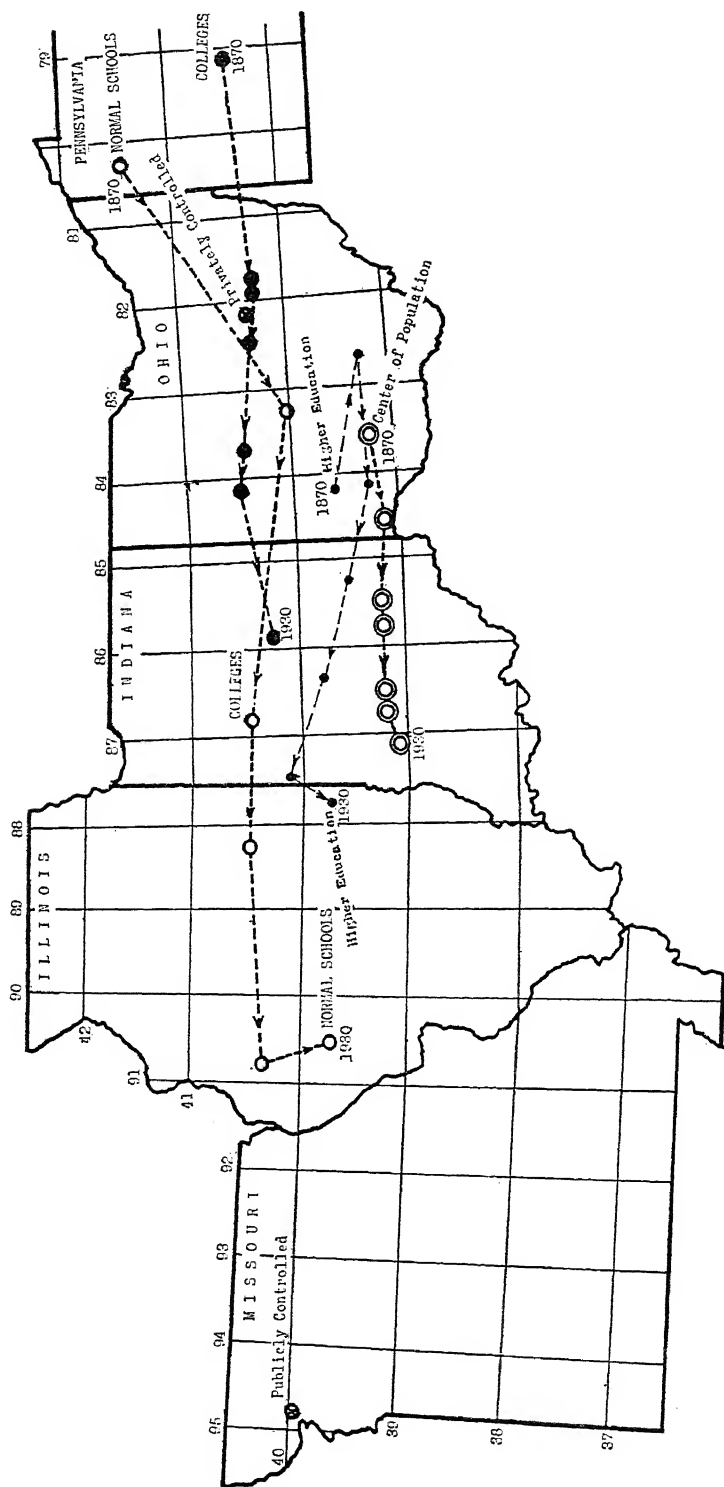 PENNSYLVANIA
79
1870
NORMAL SCHOOLS
COLLEGES
1870
Privately Controlled
81
82
83
84
OHIO
1870 Higher Education
Center of Population
1870
INDIANA
85
86
87
COLLEGES
1930
1930
ILLINOIS
88
89
90
42
41
91
1930
Higher Education
NORMAL SCHOOLS
1930
MISSOURI
92
93
94
95
Publicly Controlled
40
39
38
37